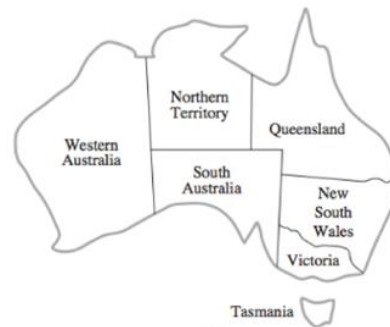 Northern
Territory
Western
Australia
Queensland
South
Australia
New
South
Wales
Victoria
Tasmania